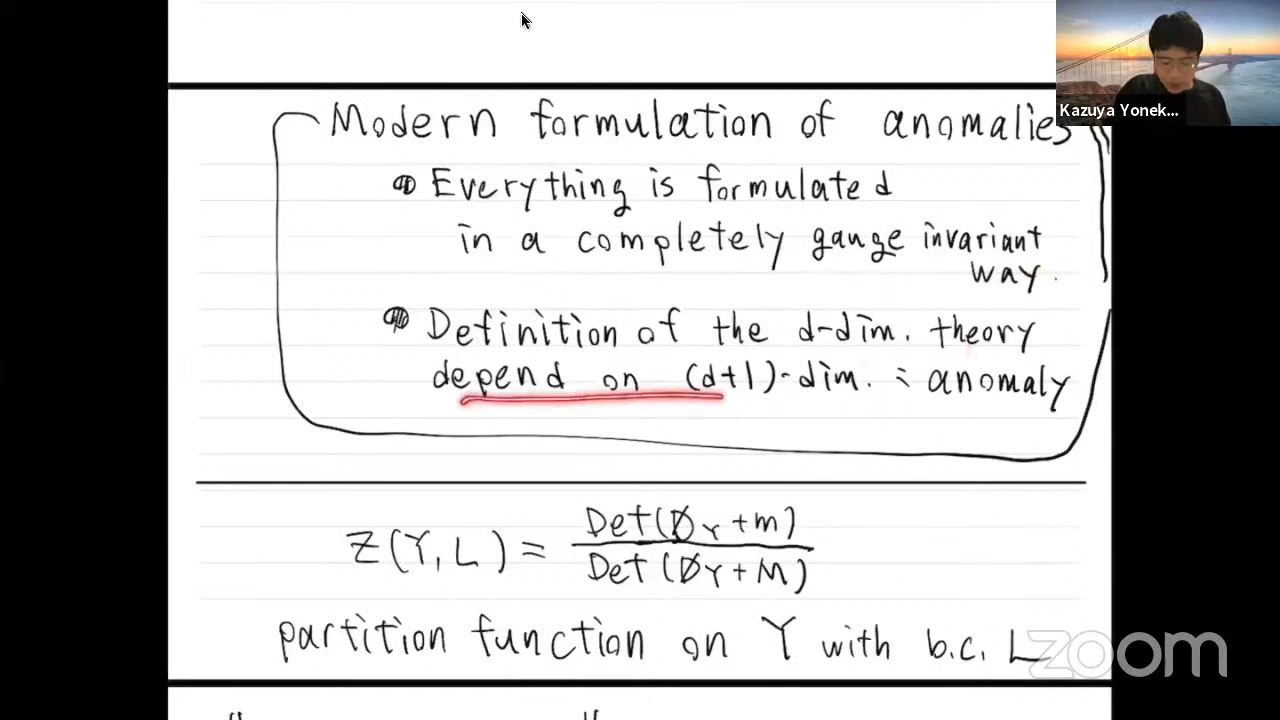 Modern formulation of anomalies
Everything is formulated
in a completely gauge invariant
way.
Definition of the d-dim. theory
depend on (d+1)-dim. = anomaly
Z(Y, L) = Det(D̸_Y + m) / Det(D̸_Y + M)
partition function on Y with b.c. L
zoom
Kazuya Yonek...